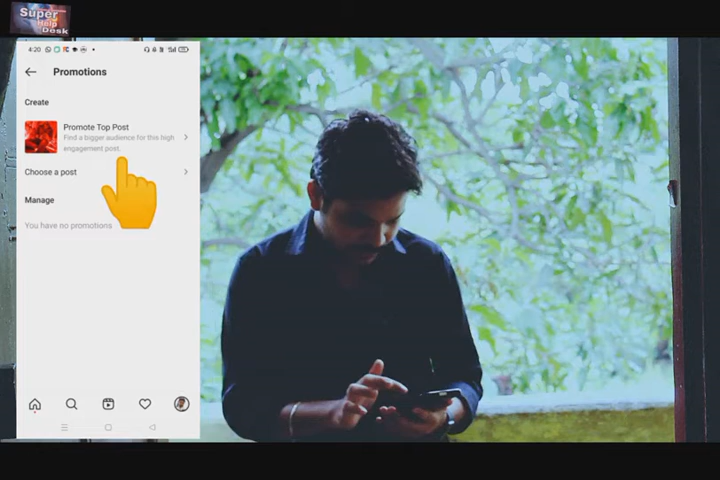 Super
Help
Desk
4:20
Promotions
Create
Promote Top Post
Find a bigger audience for this high
engagement post.
Choose a post
Manage
You have no promotions